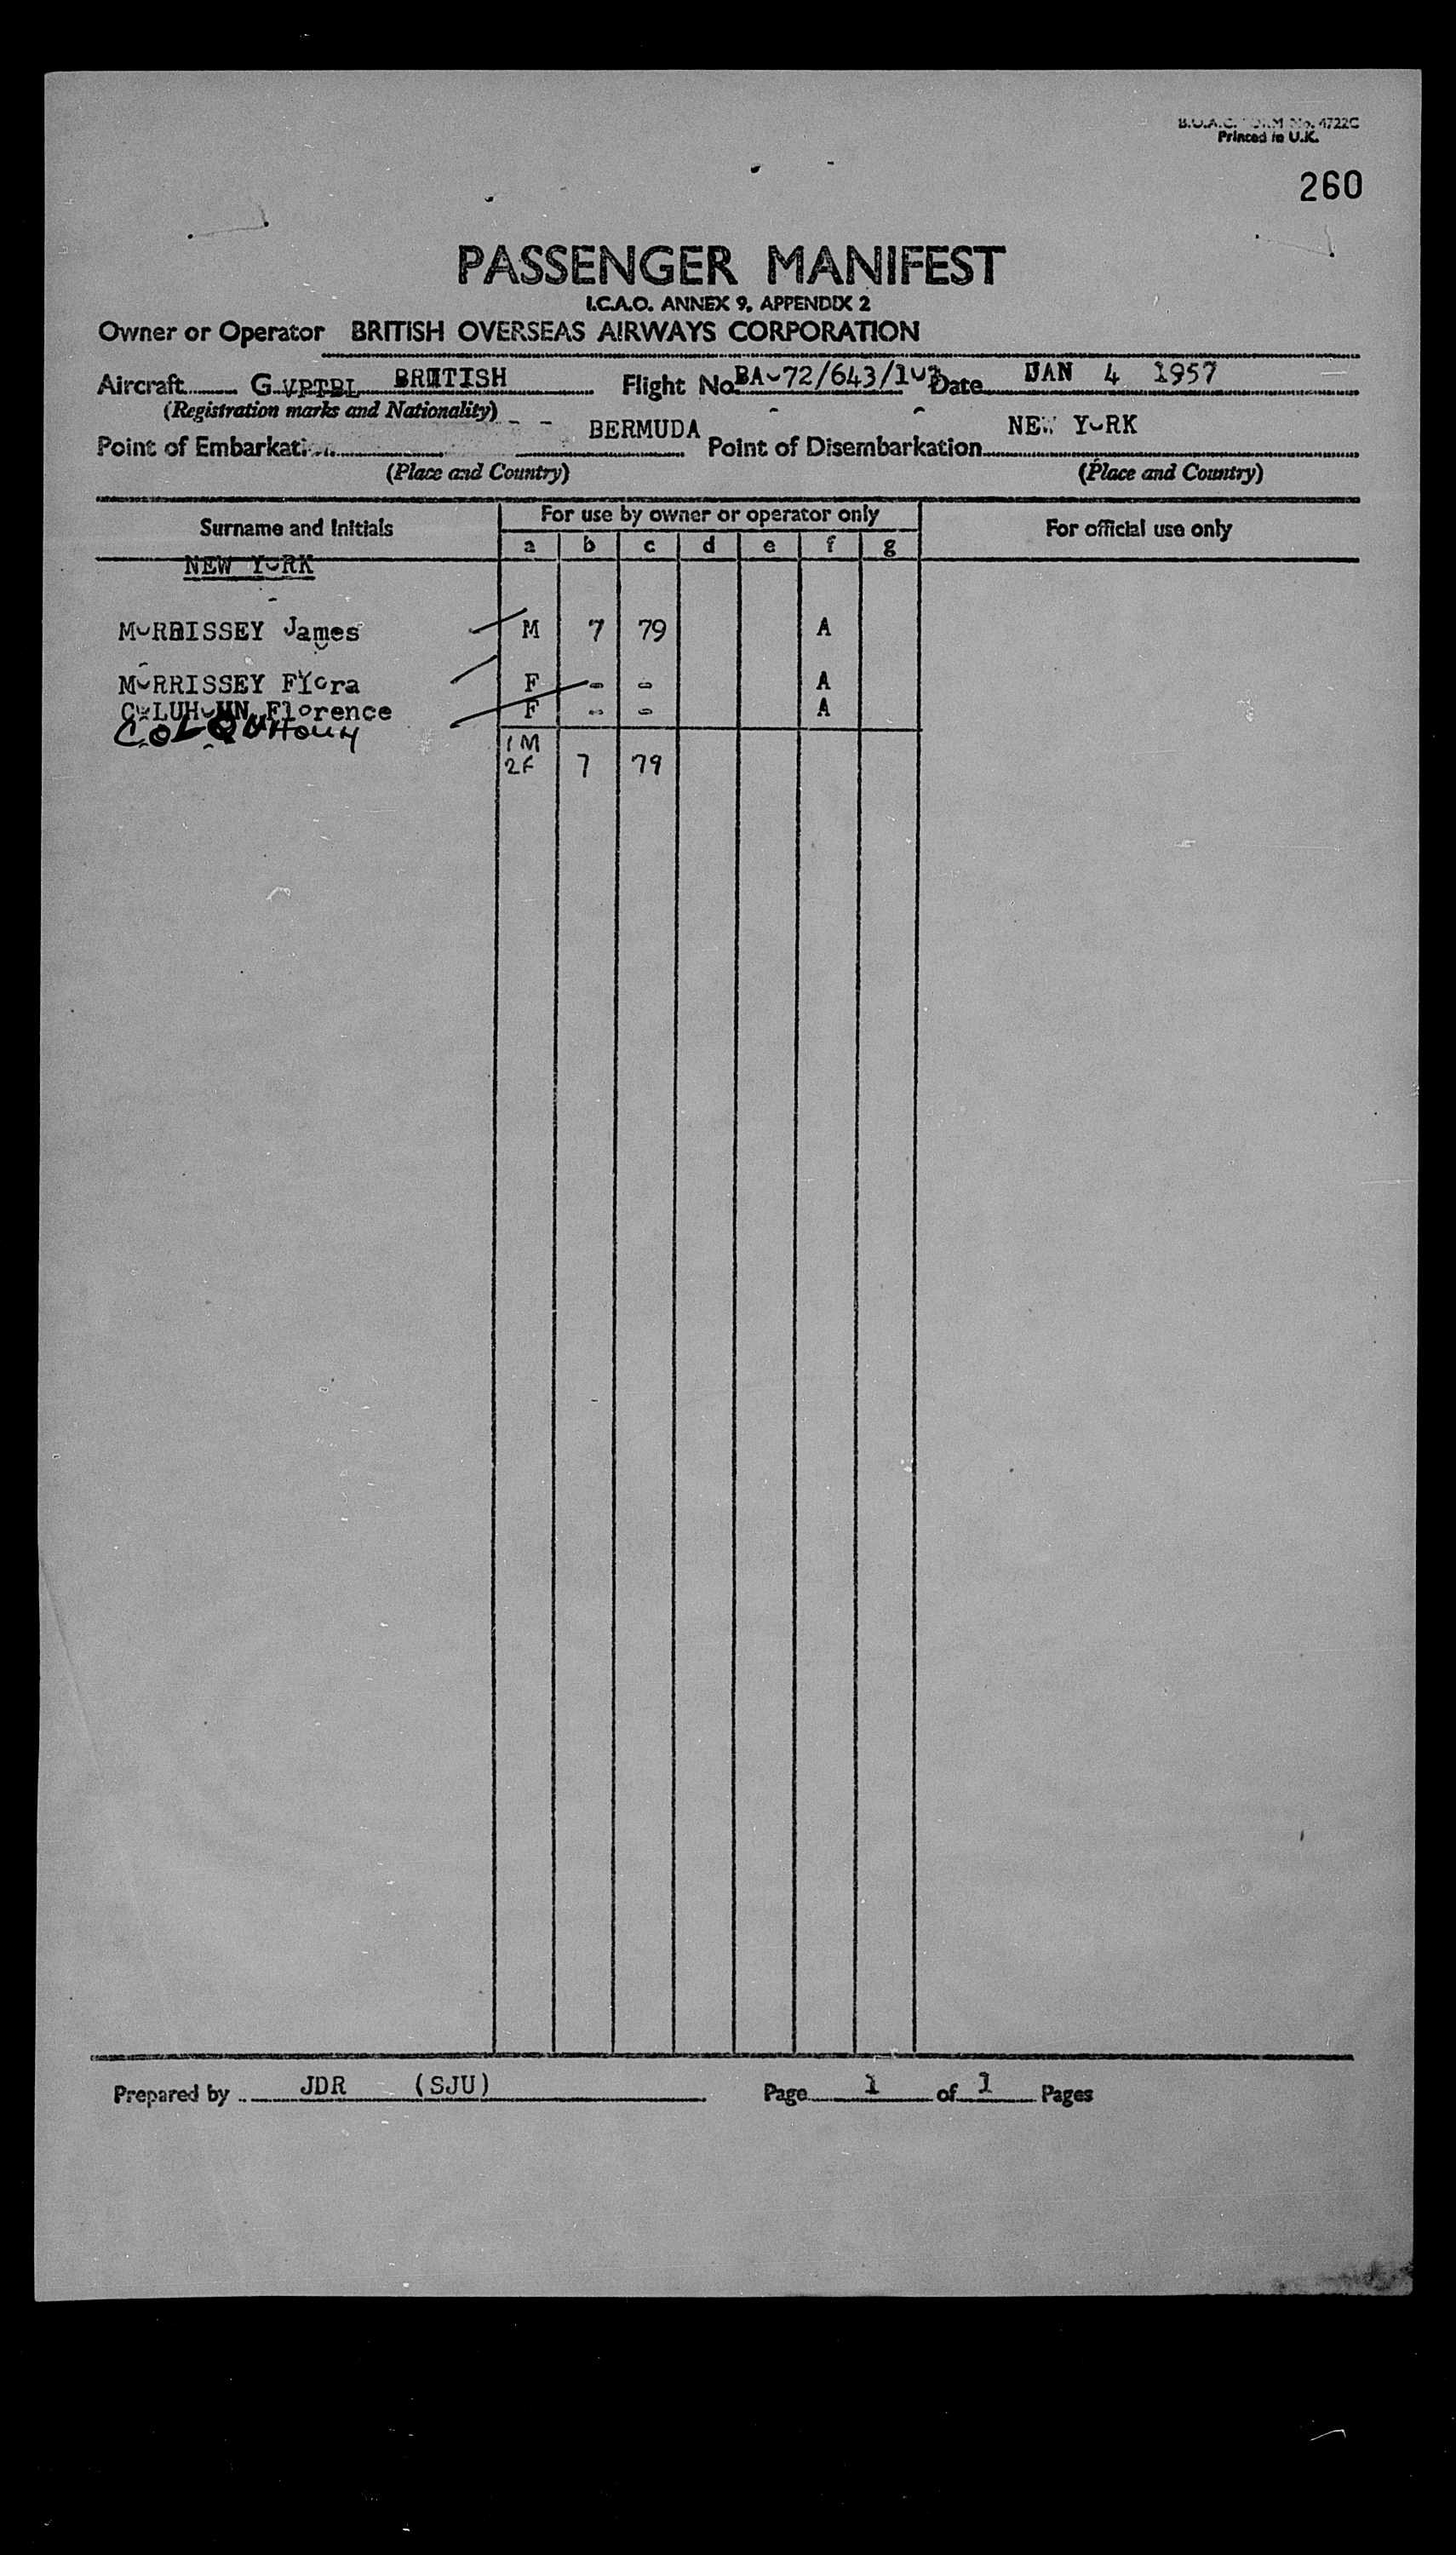 B.O.A.C. FORM No. 4722C
Printed in U.K.
260
PASSENGER MANIFEST
I.C.A.O. ANNEX 9, APPENDIX 2
Owner or Operator BRITISH OVERSEAS AIRWAYS CORPORATION
Aircraft G BRITISH Flight No. Date JAN 4 1957
(Registration marks and Nationality)
Point of Embarkation BERMUDA Point of Disembarkation NEW YORK
(Place and Country) (Place and Country)
Surname and Initials For use by owner or operator only For official use only
a b c d e f g
NEW YORK
MORRISSEY James M 7 79 A
MORRISSEY Flora F - - A
Florence F - - A
COLQUHOUN
1M
2F 7 79
Prepared by JDR (SJU) Page 1 of 1 Pages